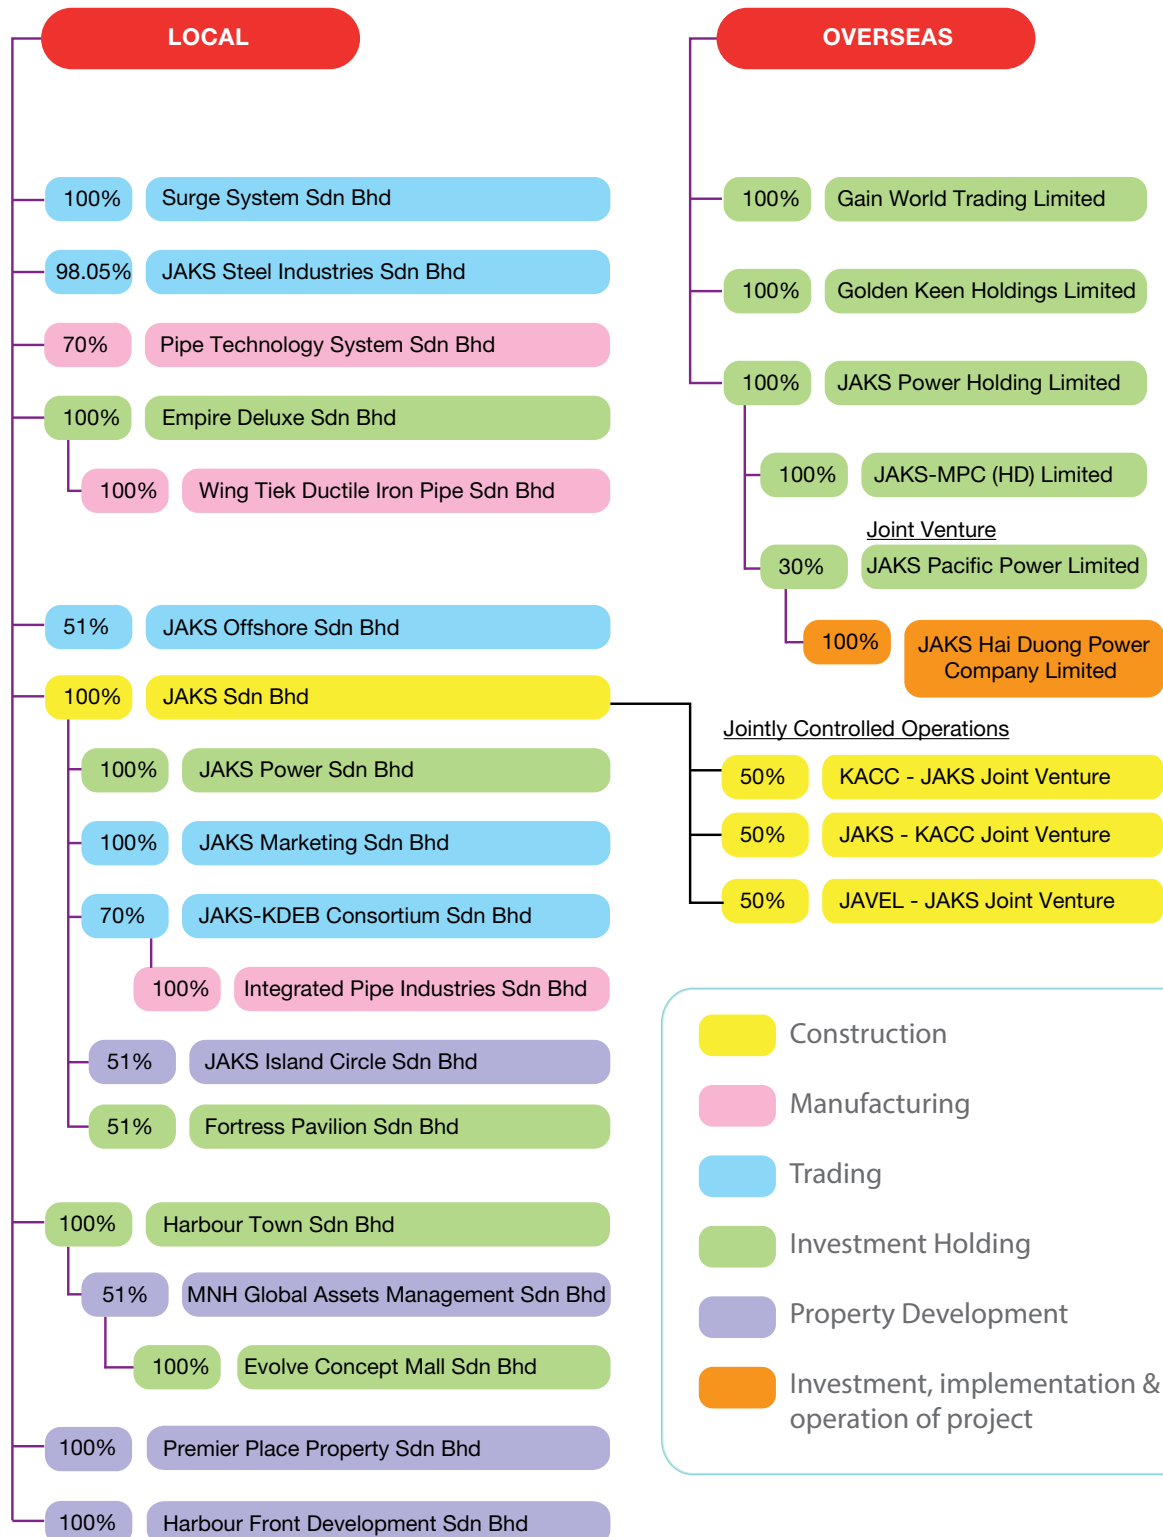 LOCAL
100% Surge System Sdn Bhd
98.05% JAKS Steel Industries Sdn Bhd
70% Pipe Technology System Sdn Bhd
100% Empire Deluxe Sdn Bhd
100% Wing Tiek Ductile Iron Pipe Sdn Bhd
51% JAKS Offshore Sdn Bhd
100% JAKS Sdn Bhd
100% JAKS Power Sdn Bhd
100% JAKS Marketing Sdn Bhd
70% JAKS-KDEB Consortium Sdn Bhd
100% Integrated Pipe Industries Sdn Bhd
51% JAKS Island Circle Sdn Bhd
51% Fortress Pavilion Sdn Bhd
100% Harbour Town Sdn Bhd
51% MNH Global Assets Management Sdn Bhd
100% Evolve Concept Mall Sdn Bhd
100% Premier Place Property Sdn Bhd
100% Harbour Front Development Sdn Bhd
OVERSEAS
100% Gain World Trading Limited
100% Golden Keen Holdings Limited
100% JAKS Power Holding Limited
100% JAKS-MPC (HD) Limited
Joint Venture
30% JAKS Pacific Power Limited
100% JAKS Hai Duong Power
Company Limited
Jointly Controlled Operations
50% KACC - JAKS Joint Venture
50% JAKS - KACC Joint Venture
50% JAVEL - JAKS Joint Venture
Construction
Manufacturing
Trading
Investment Holding
Property Development
Investment, implementation &
operation of project